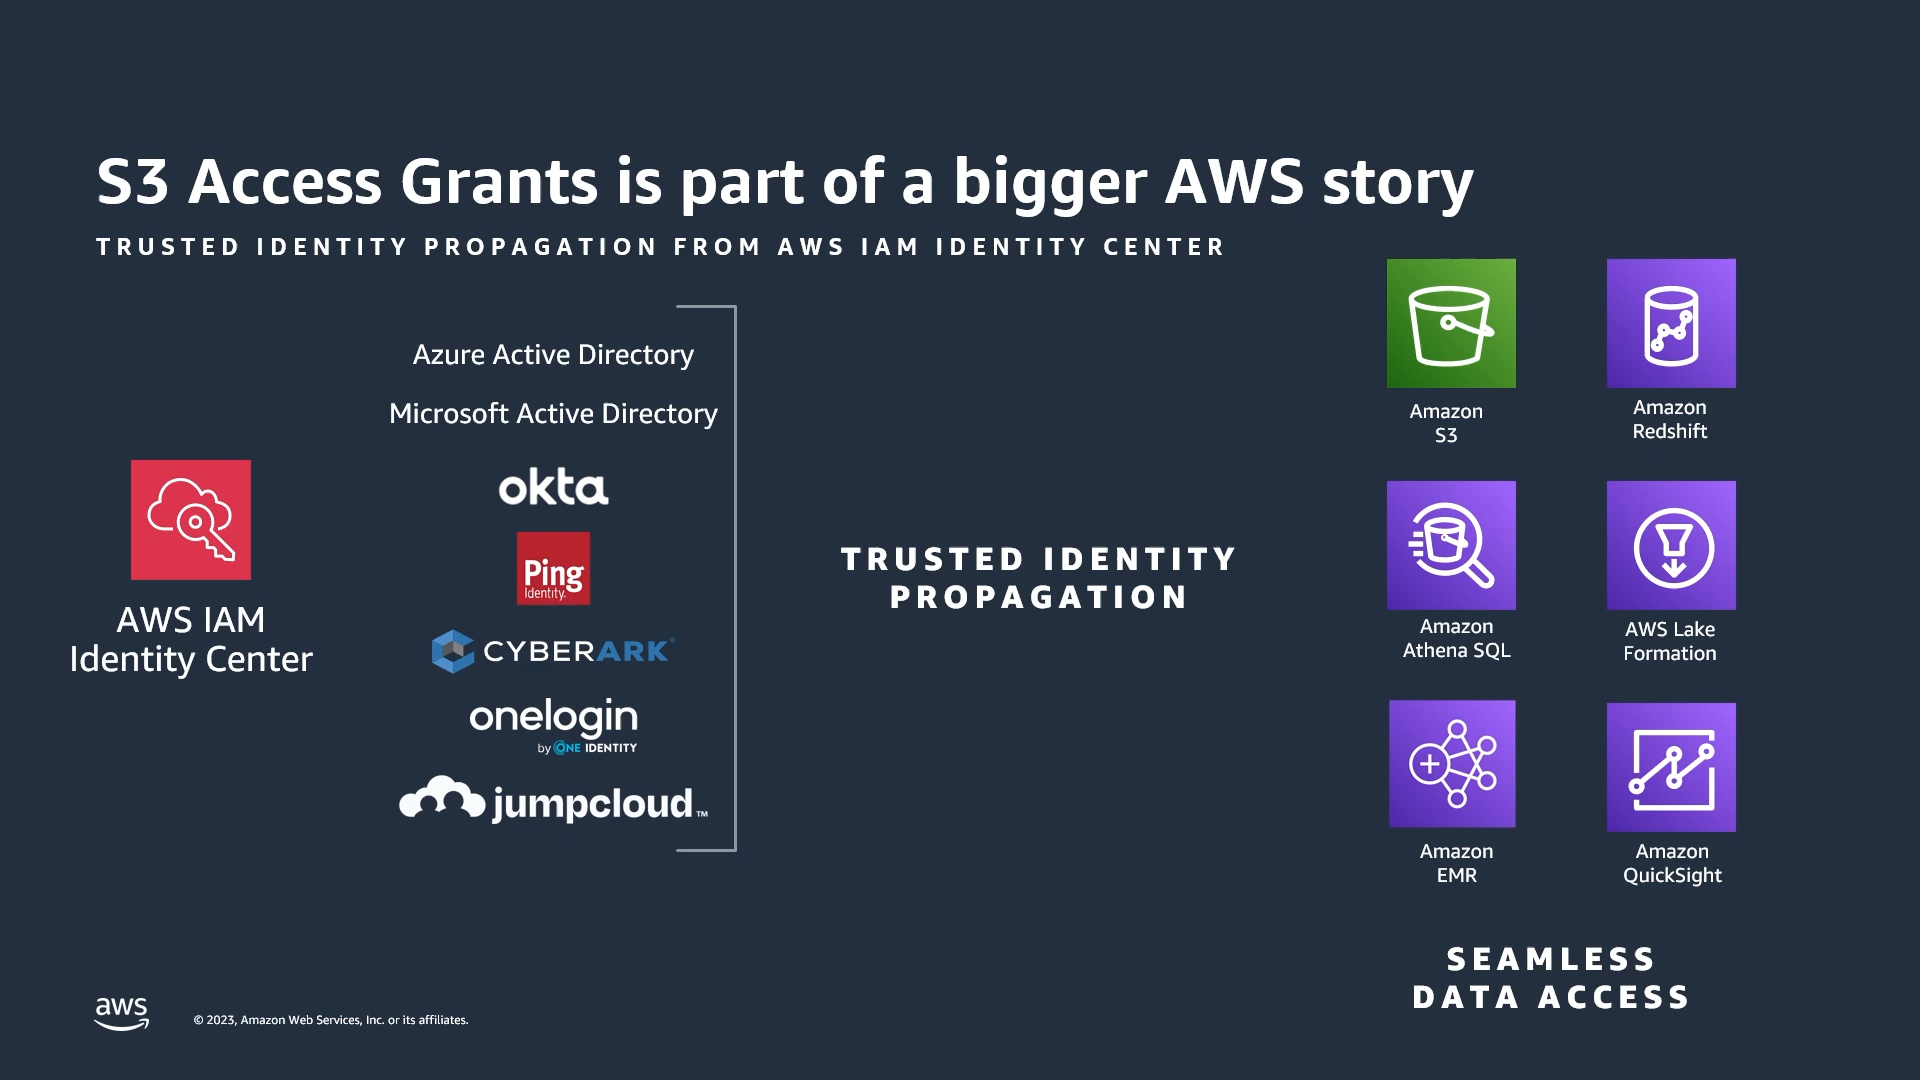 S3 Access Grants is part of a bigger AWS story
TRUSTED IDENTITY PROPAGATION FROM AWS IAM IDENTITY CENTER
AWS IAM
Identity Center
Azure Active Directory
Microsoft Active Directory
okta
Ping
Identity.
CYBERARK®
onelogin
by ONE IDENTITY
jumpcloud™
TRUSTED IDENTITY
PROPAGATION
Amazon
S3
Amazon
Redshift
Amazon
Athena SQL
AWS Lake
Formation
Amazon
EMR
Amazon
QuickSight
SEAMLESS
DATA ACCESS
aws
© 2023, Amazon Web Services, Inc. or its affiliates.